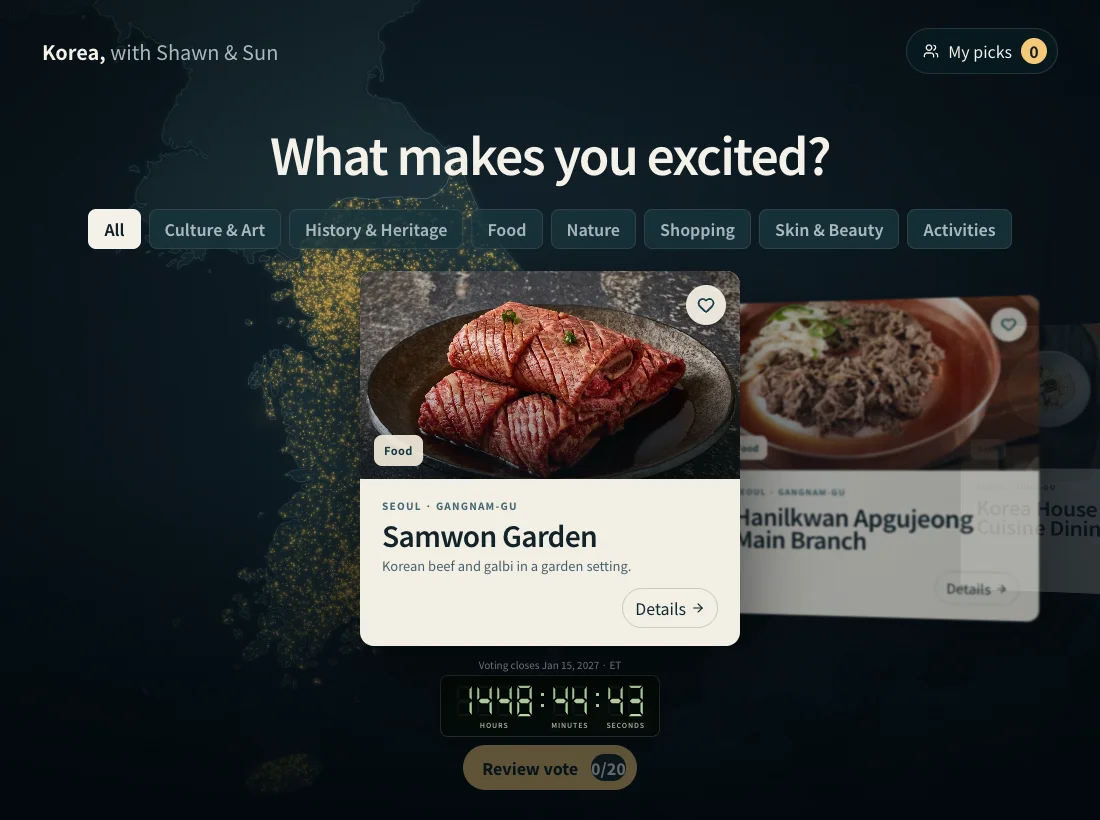 Korea, with Shawn & Sun
My picks 0
What makes you excited?
All
Culture & Art
History & Heritage
Food
Nature
Shopping
Skin & Beauty
Activities
Food
SEOUL · GANGNAM-GU
Samwon Garden
Korean beef and galbi in a garden setting.
Details →
GANGNAM-GU
Hanilkwan Apgujeong
Main Branch
Details →
Korea House
Cuisine
Voting closes Jan 15, 2027 · ET
1448:44:43
HOURS MINUTES SECONDS
Review vote 0/20